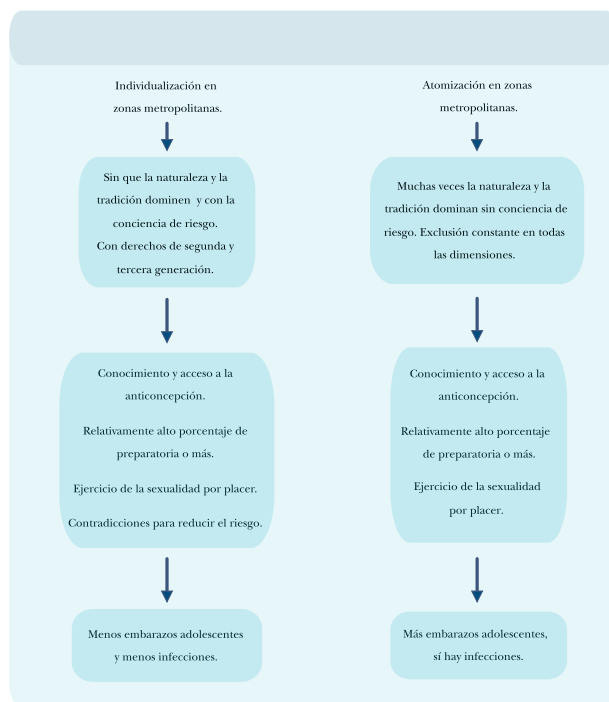 Individualización en
zonas metropolitanas.
Sin que la naturaleza y la
tradición dominen y con la
conciencia de riesgo.
Con derechos de segunda y
tercera generación.
Conocimiento y acceso a la
anticoncepción.
Relativamente alto porcentaje de
preparatoria o más.
Ejercicio de la sexualidad por placer.
Contradicciones para reducir el riesgo.
Menos embarazos adolescentes
y menos infecciones.
Atomización en zonas
metropolitanas.
Muchas veces la naturaleza y la
tradición dominan sin conciencia de
riesgo. Exclusión constante en todas
las dimensiones.
Conocimiento y acceso a la
anticoncepción.
Relativamente alto porcentaje
de preparatoria o más.
Ejercicio de la sexualidad
por placer.
Más embarazos adolescentes,
sí hay infecciones.